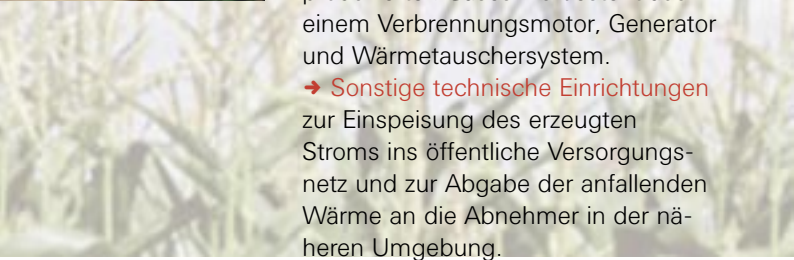 einem Verbrennungsmotor, Generator
und Wärmetauschersystem.
➔ Sonstige technische Einrichtungen
zur Einspeisung des erzeugten
Stroms ins öffentliche Versorgungs-
netz und zur Abgabe der anfallenden
Wärme an die Abnehmer in der nä-
heren Umgebung.